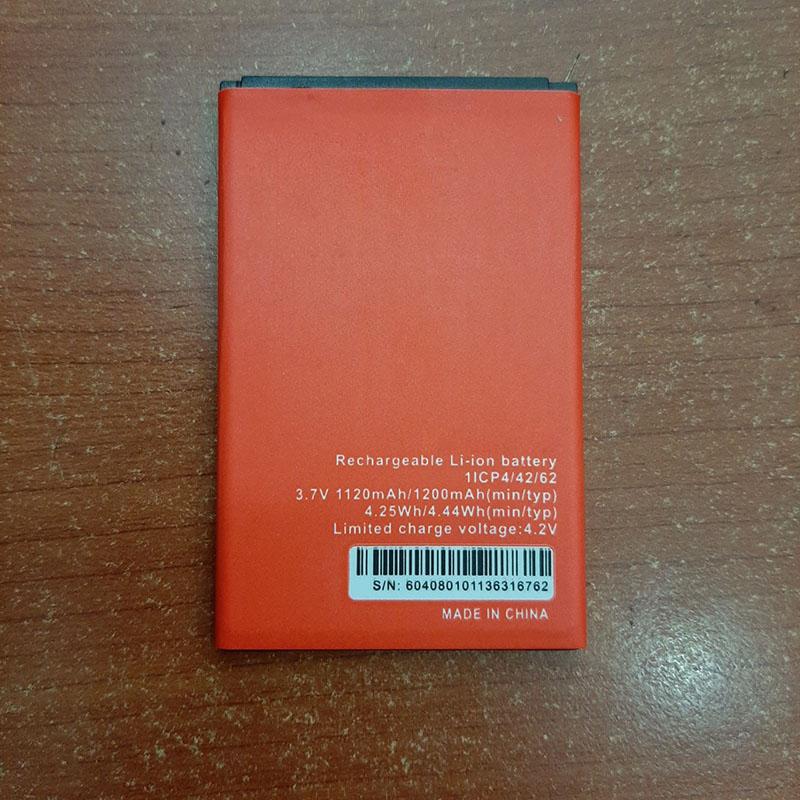 Rechargeable Li-ion battery
1ICP4/42/62
3.7V 1120mAh/1200mAh(min/typ)
4.25Wh/4.44Wh(min/typ)
Limited charge voltage:4.2V
S/N: 604080101136316762
MADE IN CHINA